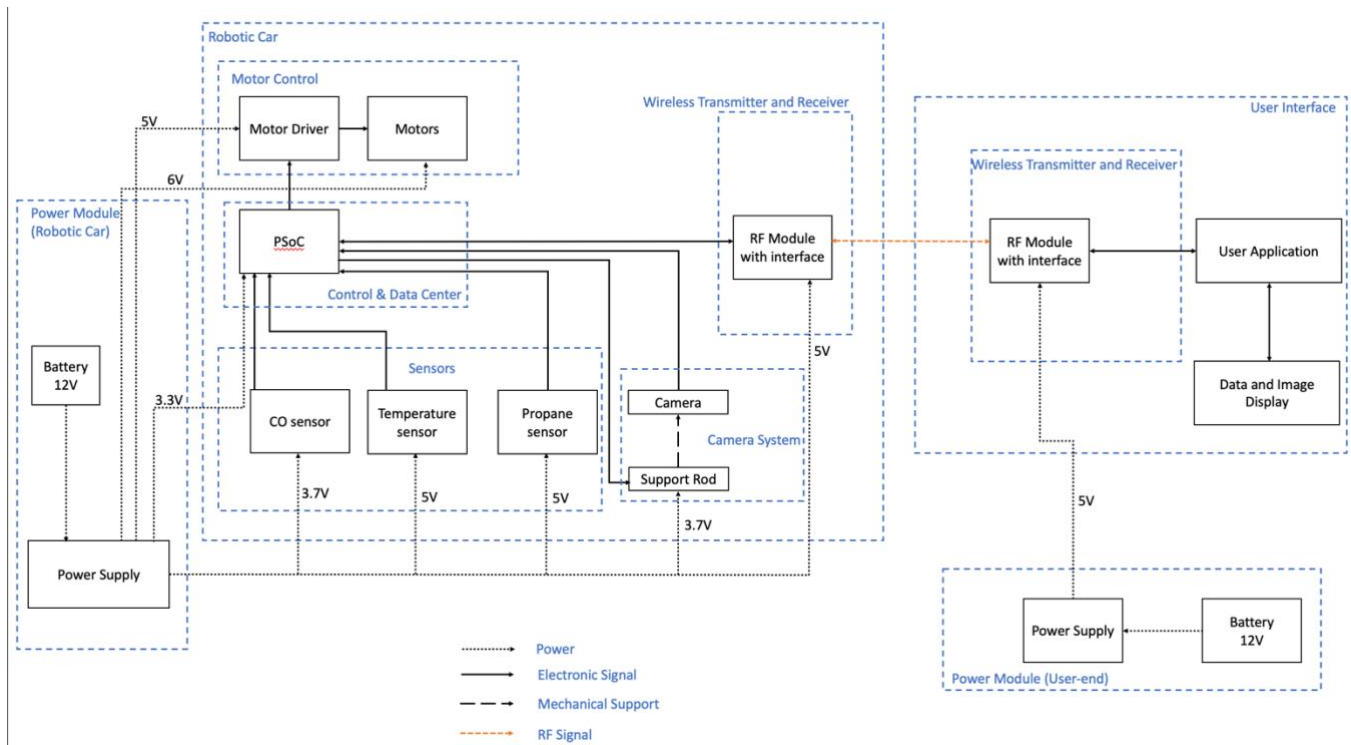 Robotic Car
Motor Control
Motor Driver
Motors
5V
6V
Power Module
(Robotic Car)
Battery
12V
3.3V
Power Supply
PSoC
Control & Data Center
Sensors
CO sensor
Temperature
sensor
Propane
sensor
3.7V
5V
5V
Camera
Camera System
Support Rod
3.7V
Wireless Transmitter and Receiver
RF Module
with interface
5V
User Interface
Wireless Transmitter and Receiver
RF Module
with interface
User Application
Data and Image
Display
5V
Power Supply
Battery
12V
Power Module (User-end)
Power
Electronic Signal
Mechanical Support
RF Signal